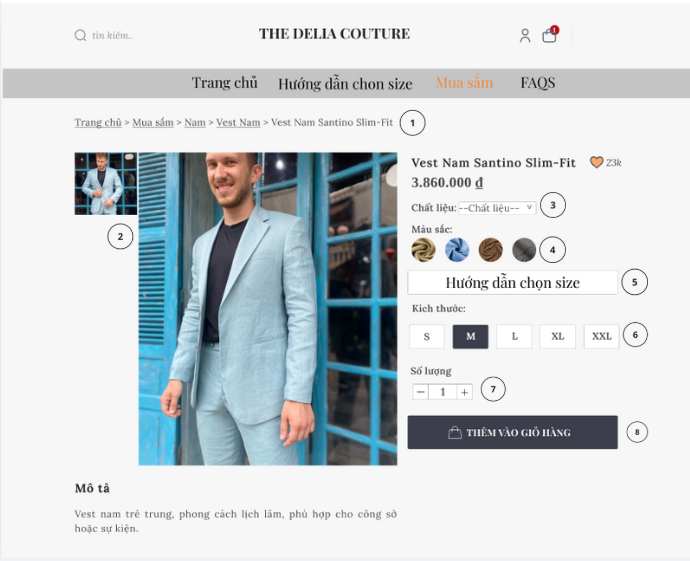 tìm kiếm..
THE DELIA COUTURE
1
Trang chủ Hướng dẫn chon size Mua sắm FAQS
Trang chủ > Mua sắm > Nam > Vest Nam > Vest Nam Santino Slim-Fit 1
2
Vest Nam Santino Slim-Fit 23k
3.860.000 ₫
Chất liệu: --Chất liệu-- 3
Màu sắc:
4
Hướng dẫn chọn size 5
Kích thước:
S M L XL XXL 6
Số lượng
− 1 + 7
THÊM VÀO GIỎ HÀNG 8
Mô tả
Vest nam trẻ trung, phong cách lịch lãm, phù hợp cho công sở
hoặc sự kiện.